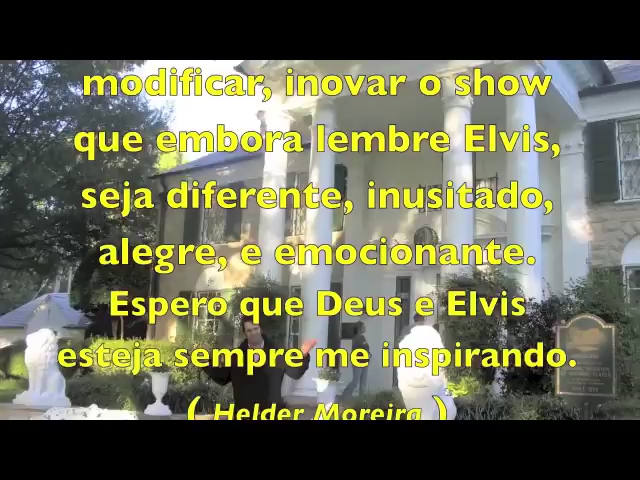 modificar, inovar o show
que embora lembre Elvis,
seja diferente, inusitado,
alegre, e emocionante.
Espero que Deus e Elvis
esteja sempre me inspirando.
( Helder Moreira )